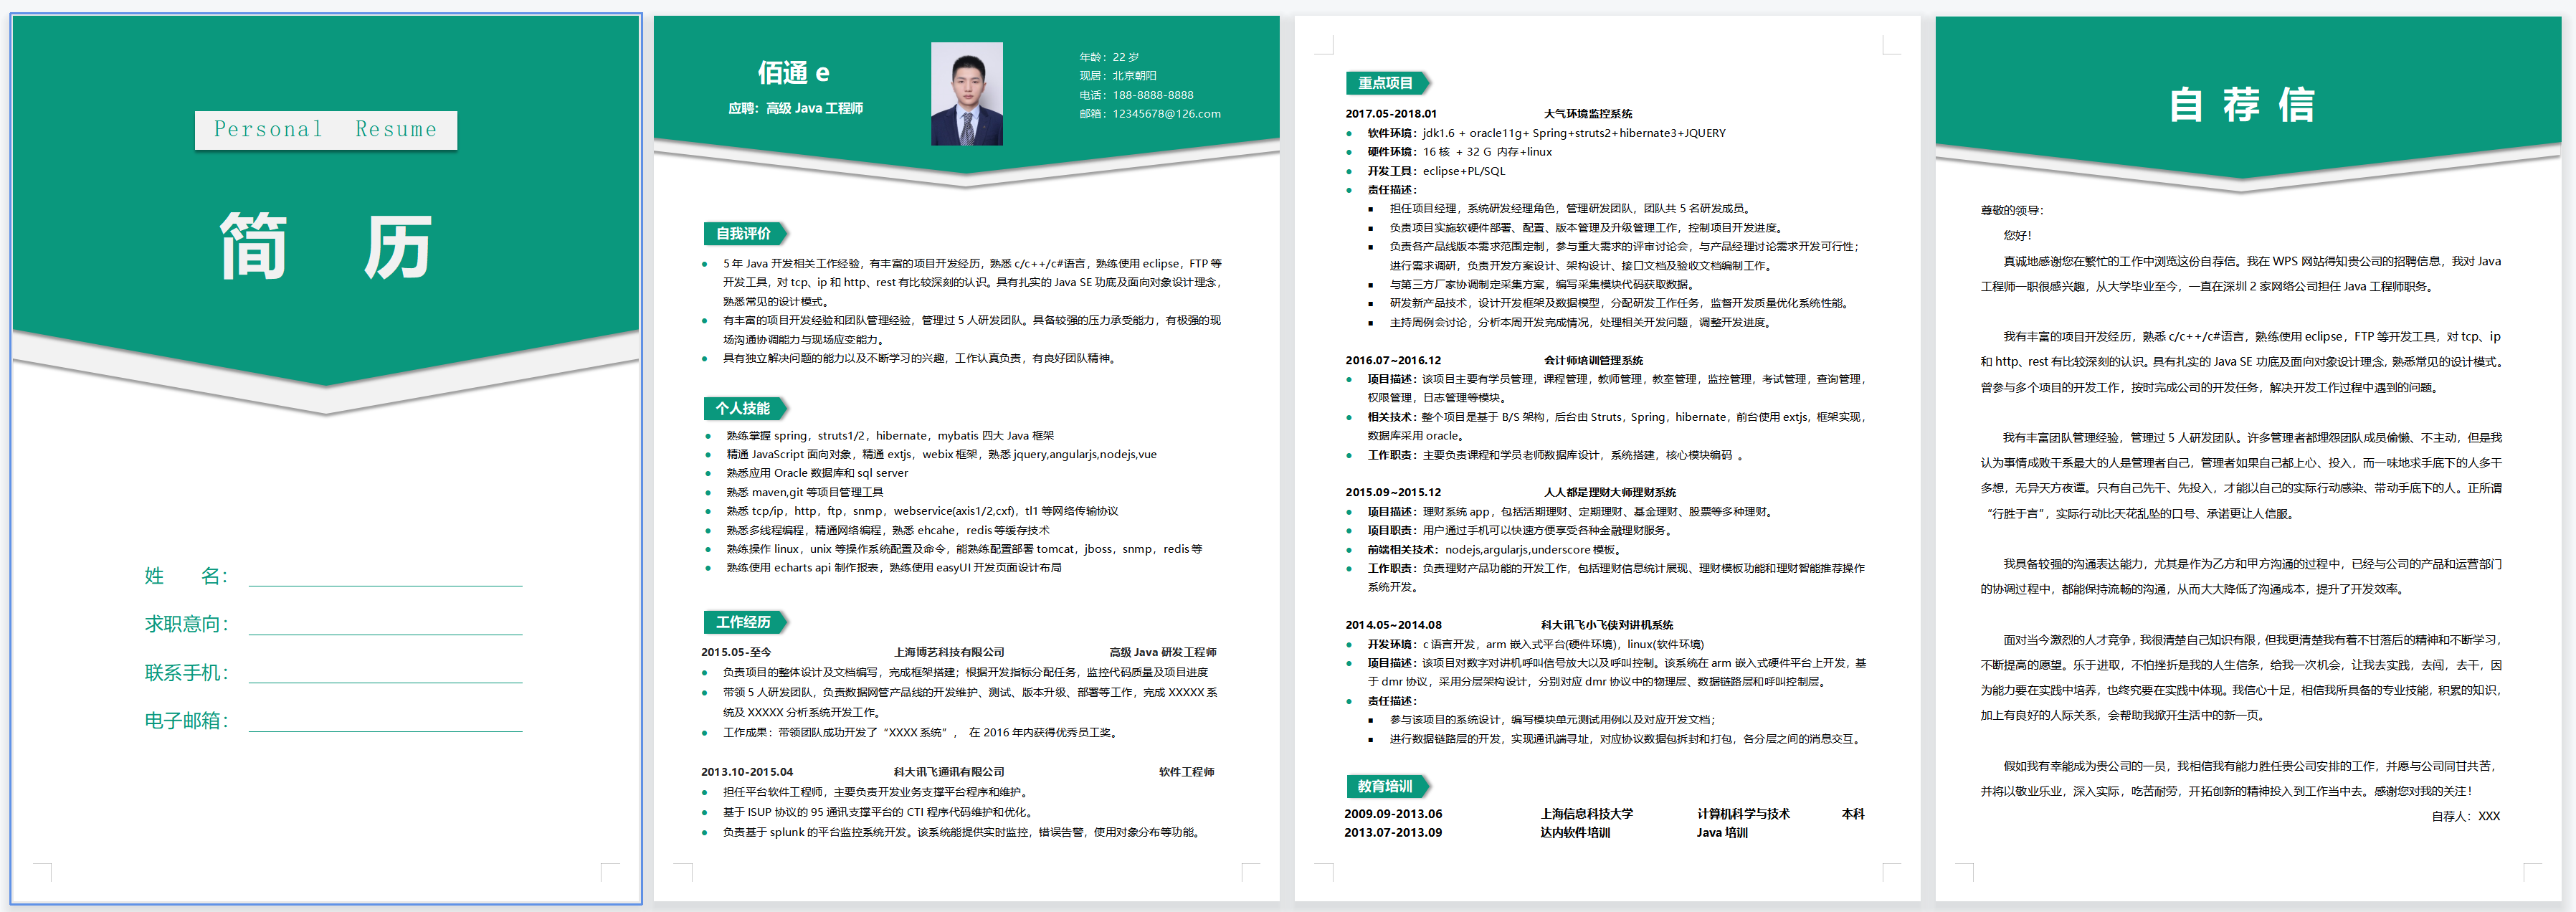 Personal Resume
简 历
姓 名：
求职意向：
联系手机：
电子邮箱：
佰通 e
应聘：高级 Java 工程师
年龄：22 岁
现居：北京朝阳
电话：188-8888-8888
邮箱：12345678@126.com
自我评价
5 年 Java 开发相关工作经验，有丰富的项目开发经历，熟悉 c/c++/c#语言，熟练使用 eclipse，FTP 等
开发工具，对 tcp、ip 和 http、rest 有比较深刻的认识。具有扎实的 Java SE 功底及面向对象设计理念，
熟悉常见的设计模式。
有丰富的项目开发经验和团队管理经验，管理过 5 人研发团队。具备较强的压力承受能力，有极强的现
场沟通协调能力与现场应变能力。
具有独立解决问题的能力以及不断学习的兴趣，工作认真负责，有良好团队精神。
个人技能
熟练掌握 spring，struts1/2，hibernate，mybatis 四大 Java 框架
精通 JavaScript 面向对象，精通 extjs，webix 框架，熟悉 jquery,angularjs,nodejs,vue
熟悉应用 Oracle 数据库和 sql server
熟悉 maven,git 等项目管理工具
熟悉 tcp/ip，http，ftp，snmp，webservice(axis1/2,cxf)，tl1 等网络传输协议
熟悉多线程编程，精通网络编程，熟悉 ehcahe，redis 等缓存技术
熟练操作 linux，unix 等操作系统配置及命令，能熟练配置部署 tomcat，jboss，snmp，redis 等
熟练使用 echarts api 制作报表，熟练使用 easyUI 开发页面设计布局
工作经历
2015.05-至今 上海博艺科技有限公司 高级 Java 研发工程师
负责项目的整体设计及文档编写，完成框架搭建；根据开发指标分配任务，监控代码质量及项目进度
带领 5 人研发团队，负责数据网管产品线的开发维护、测试、版本升级、部署等工作，完成 XXXXX 系
统及 XXXXX 分析系统开发工作。
工作成果：带领团队成功开发了“XXXX 系统”， 在 2016 年内获得优秀员工奖。
2013.10-2015.04 科大讯飞通讯有限公司 软件工程师
担任平台软件工程师，主要负责开发业务支撑平台程序和维护。
基于 ISUP 协议的 95 通讯支撑平台的 CTI 程序代码维护和优化。
负责基于 splunk 的平台监控系统开发。该系统能提供实时监控，错误告警，使用对象分布等功能。
重点项目
2017.05-2018.01 大气环境监控系统
软件环境：jdk1.6 + oracle11g+ Spring+struts2+hibernate3+JQUERY
硬件环境：16 核 + 32 G 内存+linux
开发工具：eclipse+PL/SQL
责任描述：
担任项目经理，系统研发经理角色，管理研发团队，团队共 5 名研发成员。
负责项目实施软硬件部署、配置、版本管理及升级管理工作，控制项目开发进度。
负责各产品线版本需求范围定制，参与重大需求的评审讨论会，与产品经理讨论需求开发可行性；
进行需求调研，负责开发方案设计、架构设计、接口文档及验收文档编制工作。
与第三方厂家协调制定采集方案，编写采集模块代码获取数据。
研发新产品技术，设计开发框架及数据模型，分配研发工作任务，监督开发质量优化系统性能。
主持周例会讨论，分析本周开发完成情况，处理相关开发问题，调整开发进度。
2016.07~2016.12 会计师培训管理系统
项目描述：该项目主要有学员管理，课程管理，教师管理，教室管理，监控管理，考试管理，查询管理，
权限管理，日志管理等模块。
相关技术：整个项目是基于 B/S 架构，后台由 Struts，Spring，hibernate，前台使用 extjs，框架实现，
数据库采用 oracle。
工作职责：主要负责课程和学员老师数据库设计，系统搭建，核心模块编码 。
2015.09~2015.12 人人都是理财大师理财系统
项目描述：理财系统 app，包括活期理财、定期理财、基金理财、股票等多种理财。
项目职责：用户通过手机可以快速方便享受各种金融理财服务。
前端相关技术：nodejs,argularjs,underscore 模板。
工作职责：负责理财产品功能的开发工作，包括理财信息统计展现、理财模板功能和理财智能推荐操作
系统开发。
2014.05~2014.08 科大讯飞小飞侠对讲机系统
开发环境：c 语言开发，arm 嵌入式平台(硬件环境)，linux(软件环境)
项目描述：该项目对数字对讲机呼叫信号放大以及呼叫控制。该系统在 arm 嵌入式硬件平台上开发，基
于 dmr 协议，采用分层架构设计，分别对应 dmr 协议中的物理层、数据链路层和呼叫控制层。
责任描述：
参与该项目的系统设计，编写模块单元测试用例以及对应开发文档；
进行数据链路层的开发，实现通讯端寻址，对应协议数据包拆封和打包，各分层之间的消息交互。
教育培训
2009.09-2013.06 上海信息科技大学 计算机科学与技术 本科
2013.07-2013.09 达内软件培训 Java 培训
自 荐 信
尊敬的领导：
您好！
真诚地感谢您在繁忙的工作中浏览这份自荐信。我在 WPS 网站得知贵公司的招聘信息，我对 Java
工程师一职很感兴趣，从大学毕业至今，一直在深圳 2 家网络公司担任 Java 工程师职务。
我有丰富的项目开发经历，熟悉 c/c++/c#语言，熟练使用 eclipse，FTP 等开发工具，对 tcp、ip
和 http、rest 有比较深刻的认识。具有扎实的 Java SE 功底及面向对象设计理念，熟悉常见的设计模式。
曾参与多个项目的开发工作，按时完成公司的开发任务，解决开发工作过程中遇到的问题。
我有丰富团队管理经验，管理过 5 人研发团队。许多管理者都埋怨团队成员偷懒、不主动，但是我
认为事情成败干系最大的人是管理者自己，管理者如果自己都上心、投入，而一味地求手底下的人多干
多想，无异天方夜谭。只有自己先干、先投入，才能以自己的实际行动感染、带动手底下的人。正所谓
“行胜于言”，实际行动比天花乱坠的口号、承诺更让人信服。
我具备较强的沟通表达能力，尤其是作为乙方和甲方沟通的过程中，已经与公司的产品和运营部门
的协调过程中，都能保持流畅的沟通，从而大大降低了沟通成本，提升了开发效率。
面对当今激烈的人才竞争，我很清楚自己知识有限，但我更清楚我有着不甘落后的精神和不断学习，
不断提高的愿望。乐于进取，不怕挫折是我的人生信条，给我一次机会，让我去实践，去闯，去干，因
为能力要在实践中培养，也终究要在实践中体现。我信心十足，相信我所具备的专业技能，积累的知识，
加上有良好的人际关系，会帮助我掀开生活中的新一页。
假如我有幸能成为贵公司的一员，我相信我有能力胜任贵公司安排的工作，并愿与公司同甘共苦，
并将以敬业乐业，深入实际，吃苦耐劳，开拓创新的精神投入到工作当中去。感谢您对我的关注！
自荐人：XXX